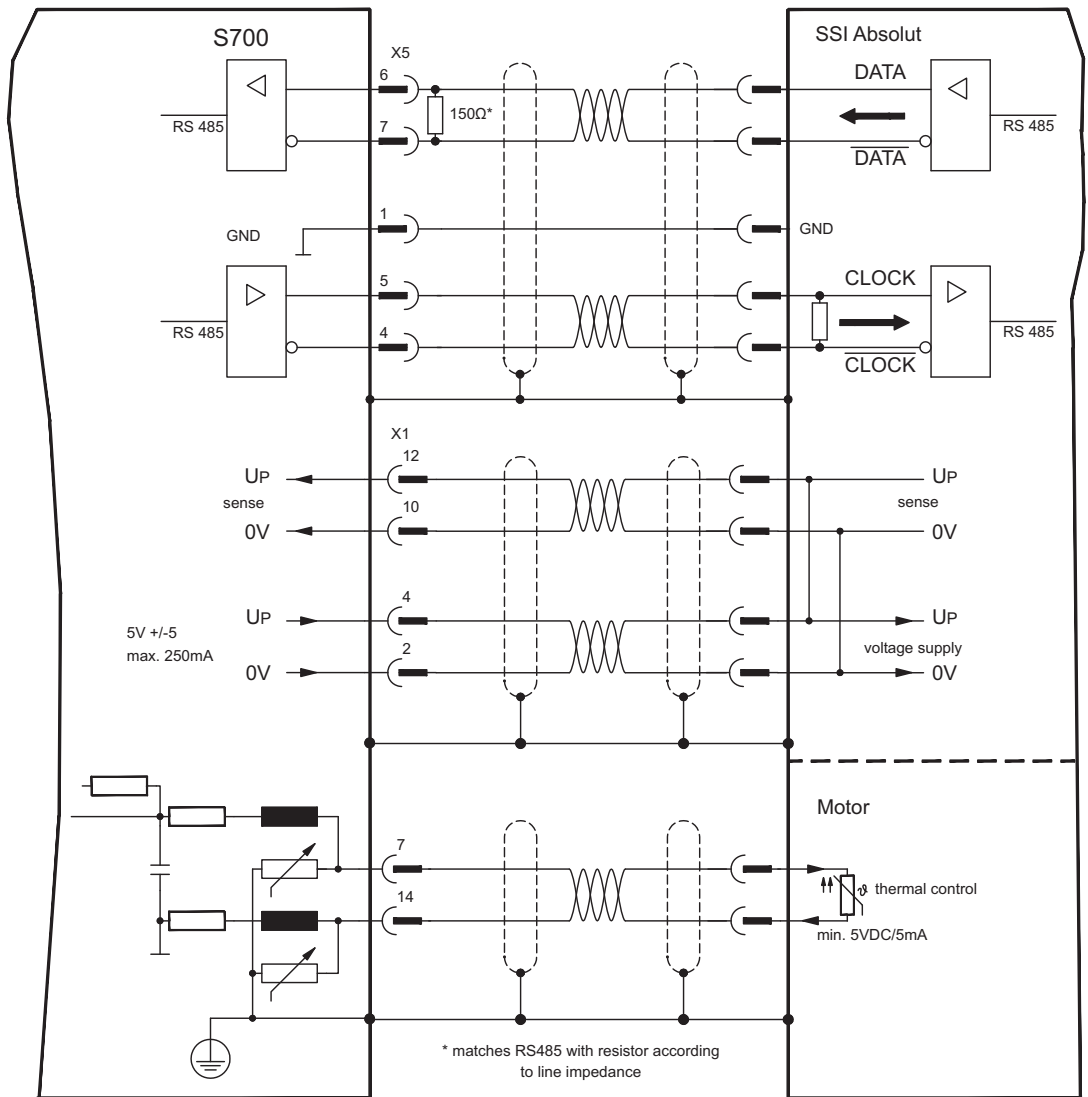 S700
SSI Absolut
X5
6
DATA
150Ω*
RS 485
7
DATA
RS 485
1
GND
GND
5
CLOCK
RS 485
4
CLOCK
RS 485
X1
12
UP
UP
sense
sense
10
0V
0V
4
UP
UP
5V +/-5
max. 250mA
voltage supply
2
0V
0V
Motor
7
ϑ thermal control
14
min. 5VDC/5mA
* matches RS485 with resistor according
to line impedance